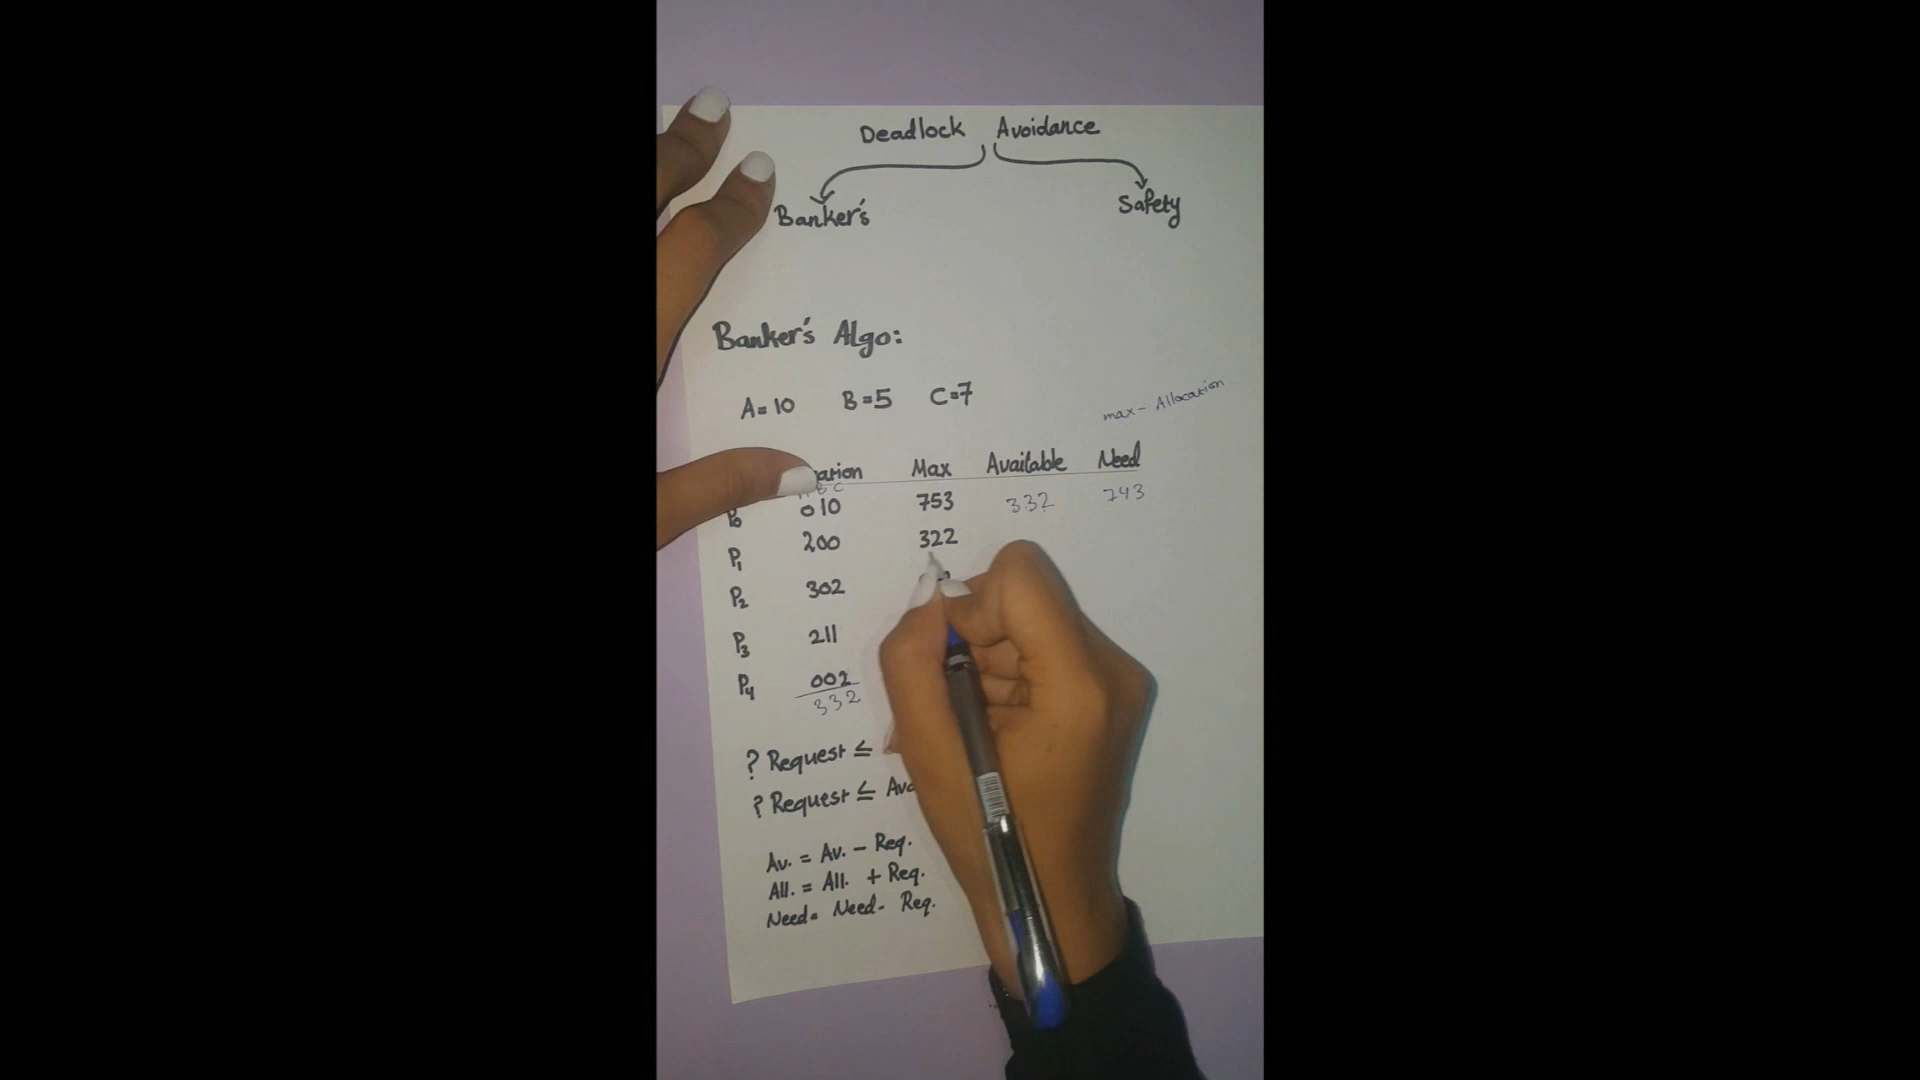 Deadlock Avoidance
Banker's Safety
Banker's Algo:
A=10 B=5 C=7
max- Allocation
Max Available Need
B C
P0 010 753 332 743
P1 200 322
P2 302
P3 211
P4 002
332
? Request ≤
? Request ≤
Av. = Av. - Req.
All. = All. + Req.
Need= Need- Req.